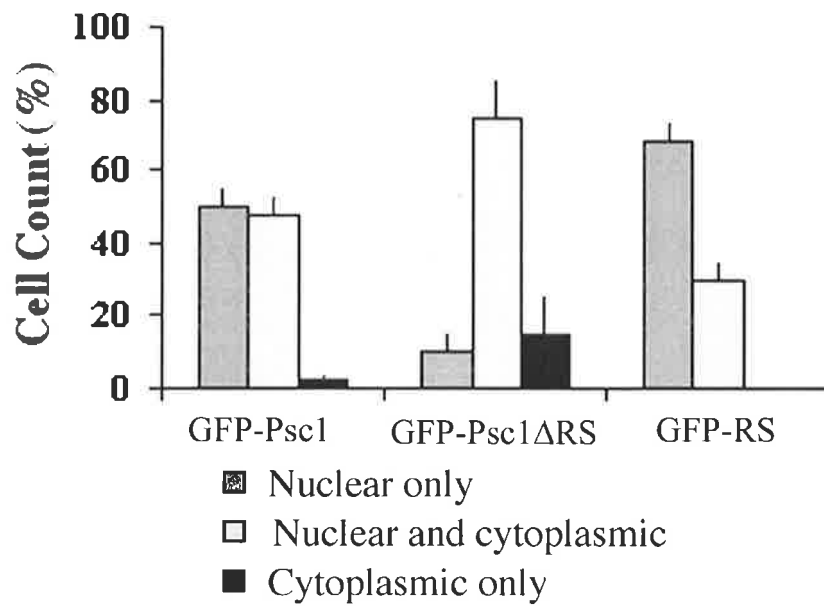 100
80
60
40
20
0
Cell Count (%)
GFP-Psc1 GFP-Psc1ΔRS GFP-RS
Nuclear only
Nuclear and cytoplasmic
Cytoplasmic only